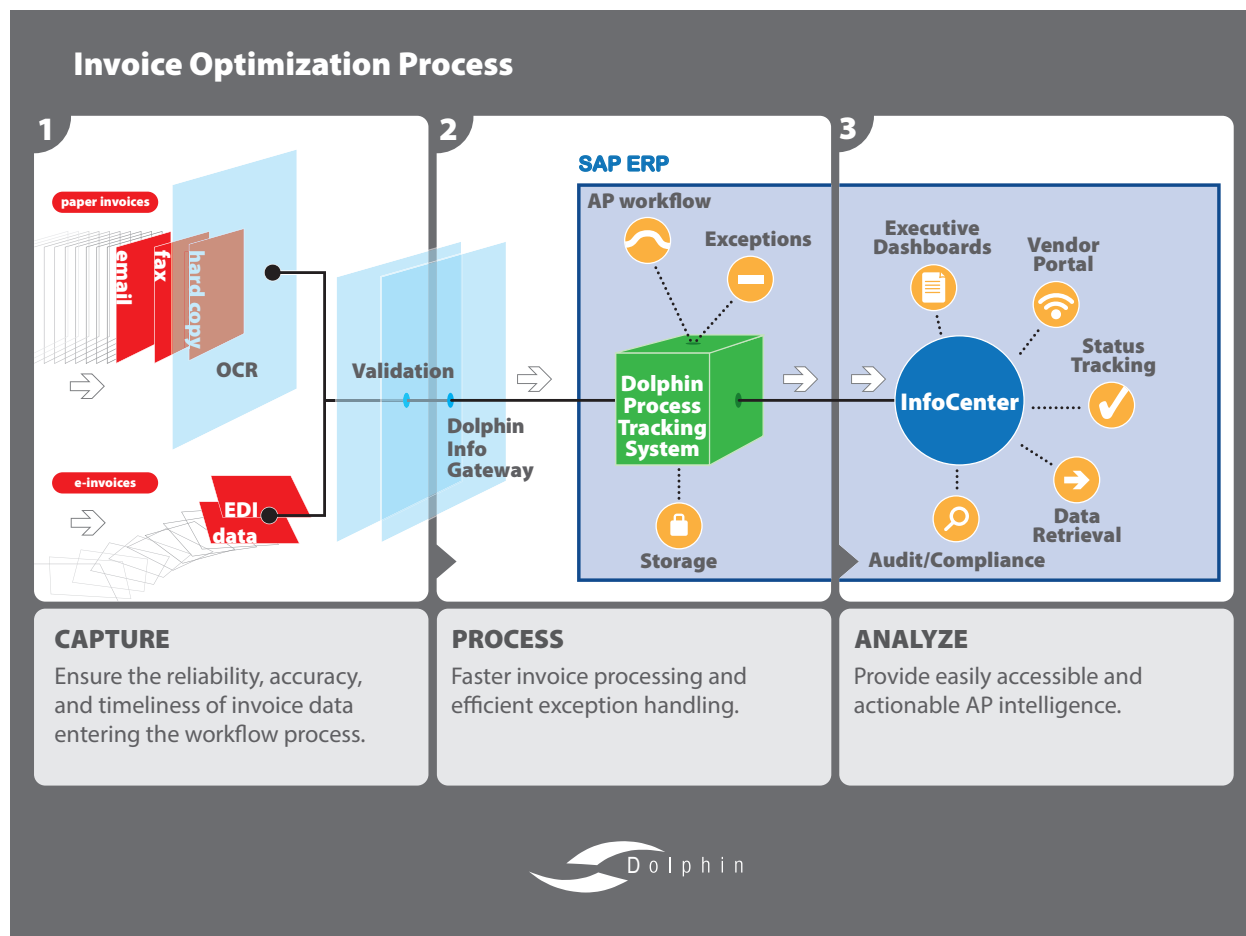 Invoice Optimization Process
1
paper invoices
email
fax
hard copy
OCR
e-invoices
EDI
data
Validation
2
Dolphin
Info
Gateway
SAP ERP
AP workflow
Exceptions
Dolphin
Process
Tracking
System
Storage
3
Executive
Dashboards
Vendor
Portal
Status
Tracking
InfoCenter
Data
Retrieval
Audit/Compliance
CAPTURE
Ensure the reliability, accuracy,
and timeliness of invoice data
entering the workflow process.
PROCESS
Faster invoice processing and
efficient exception handling.
ANALYZE
Provide easily accessible and
actionable AP intelligence.
Dolphin